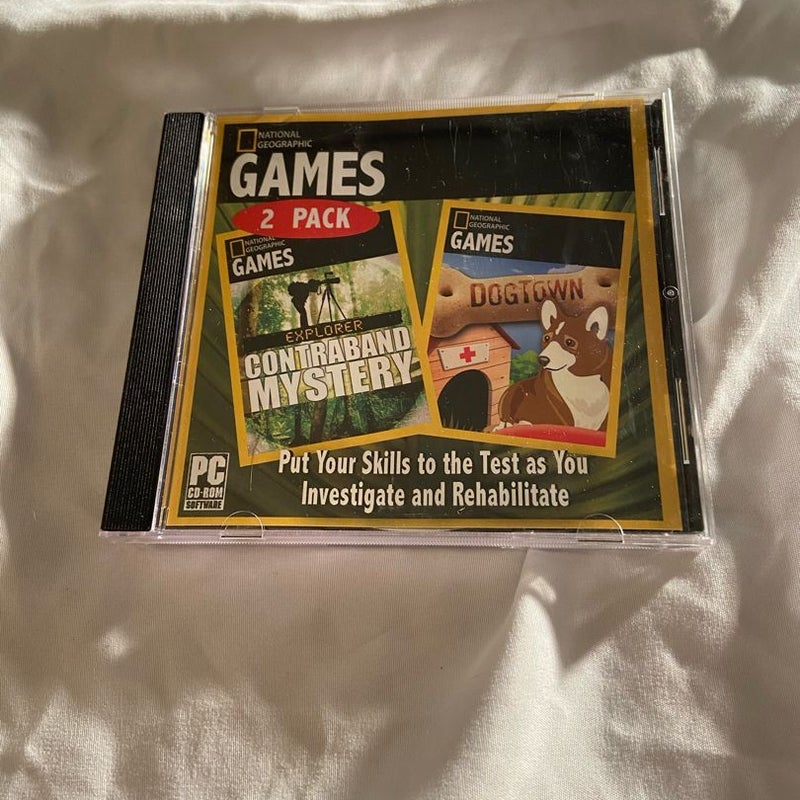 NATIONAL
GEOGRAPHIC
GAMES
2 PACK
NATIONAL
GEOGRAPHIC
GAMES
EXPLORER
CONTRABAND
MYSTERY
NATIONAL
GEOGRAPHIC
GAMES
DOGTOWN
Put Your Skills to the Test as You
Investigate and Rehabilitate
PC
CD-ROM
SOFTWARE